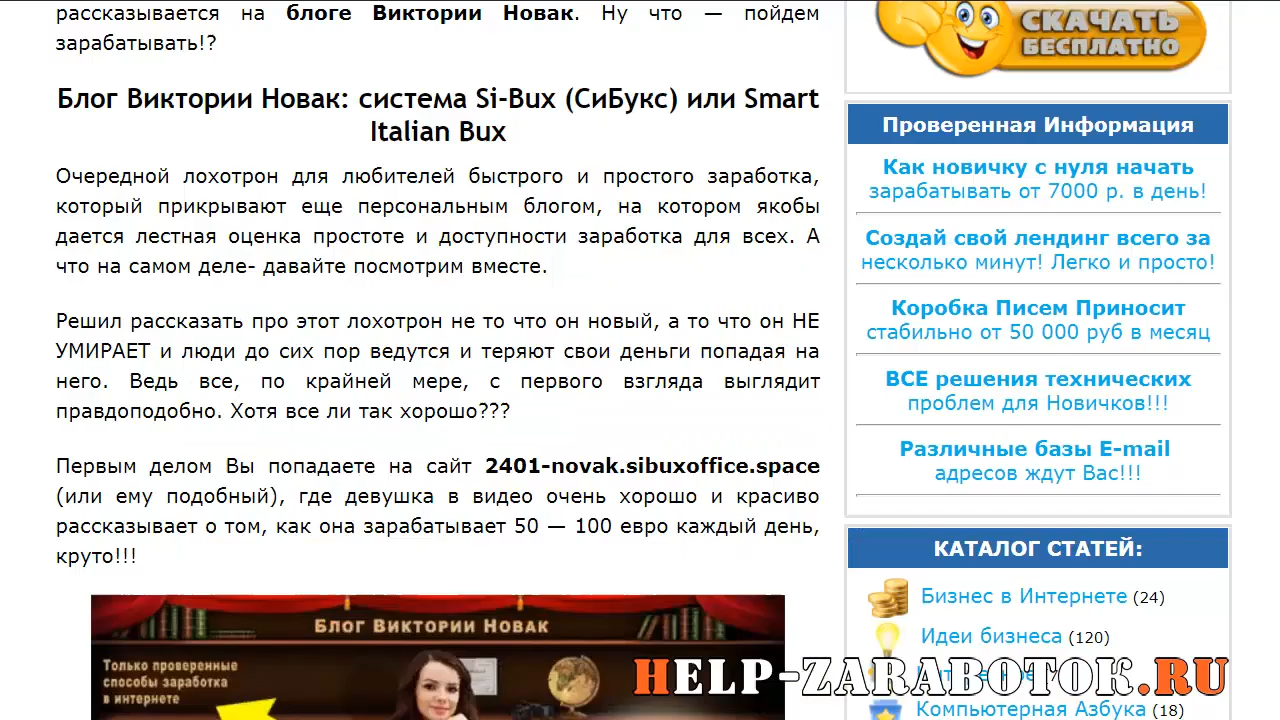 рассказывается на блоге Виктории Новак. Ну что — пойдем
зарабатывать!?
Блог Виктории Новак: система Si-Bux (СиБукс) или Smart
Italian Bux
Очередной лохотрон для любителей быстрого и простого заработка,
который прикрывают еще персональным блогом, на котором якобы
дается лестная оценка простоте и доступности заработка для всех. А
что на самом деле- давайте посмотрим вместе.
Решил рассказать про этот лохотрон не то что он новый, а то что он НЕ
УМИРАЕТ и люди до сих пор ведутся и теряют свои деньги попадая на
него. Ведь все, по крайней мере, с первого взгляда выглядит
правдоподобно. Хотя все ли так хорошо???
Первым делом Вы попадаете на сайт 2401-novak.sibuxoffice.space
(или ему подобный), где девушка в видео очень хорошо и красиво
рассказывает о том, как она зарабатывает 50 — 100 евро каждый день,
круто!!!
БЛОГ ВИКТОРИИ НОВАК
Только проверенные
способы заработка
в интернете
СКАЧАТЬ
БЕСПЛАТНО
Проверенная Информация
Как новичку с нуля начать
зарабатывать от 7000 р. в день!
Создай свой лендинг всего за
несколько минут! Легко и просто!
Коробка Писем Приносит
стабильно от 50 000 руб в месяц
ВСЕ решения технических
проблем для Новичков!!!
Различные базы E-mail
адресов ждут Вас!!!
КАТАЛОГ СТАТЕЙ:
Бизнес в Интернете (24)
Идеи бизнеса (120)
Компьютерная Азбука (18)
HELP-ZARABOTOK.RU